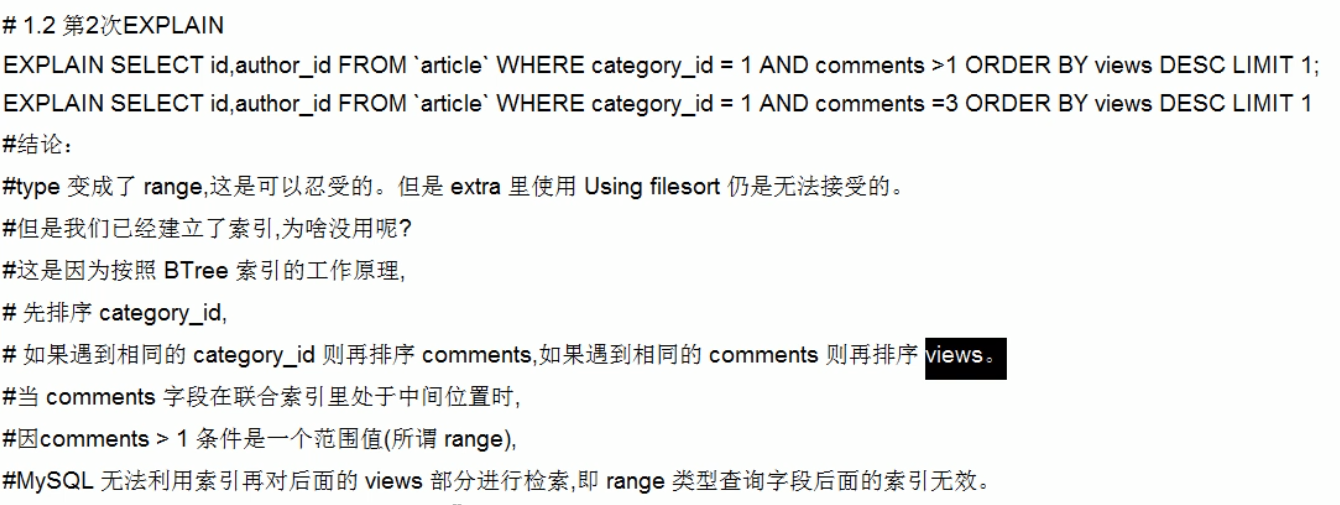 # 1.2 第2次EXPLAIN
EXPLAIN SELECT id,author_id FROM `article` WHERE category_id = 1 AND comments >1 ORDER BY views DESC LIMIT 1;
EXPLAIN SELECT id,author_id FROM `article` WHERE category_id = 1 AND comments =3 ORDER BY views DESC LIMIT 1
#结论：
#type 变成了 range,这是可以忍受的。但是 extra 里使用 Using filesort 仍是无法接受的。
#但是我们已经建立了索引,为啥没用呢?
#这是因为按照 BTree 索引的工作原理,
# 先排序 category_id,
# 如果遇到相同的 category_id 则再排序 comments,如果遇到相同的 comments 则再排序 views。
#当 comments 字段在联合索引里处于中间位置时,
#因comments > 1 条件是一个范围值(所谓 range),
#MySQL 无法利用索引再对后面的 views 部分进行检索,即 range 类型查询字段后面的索引无效。